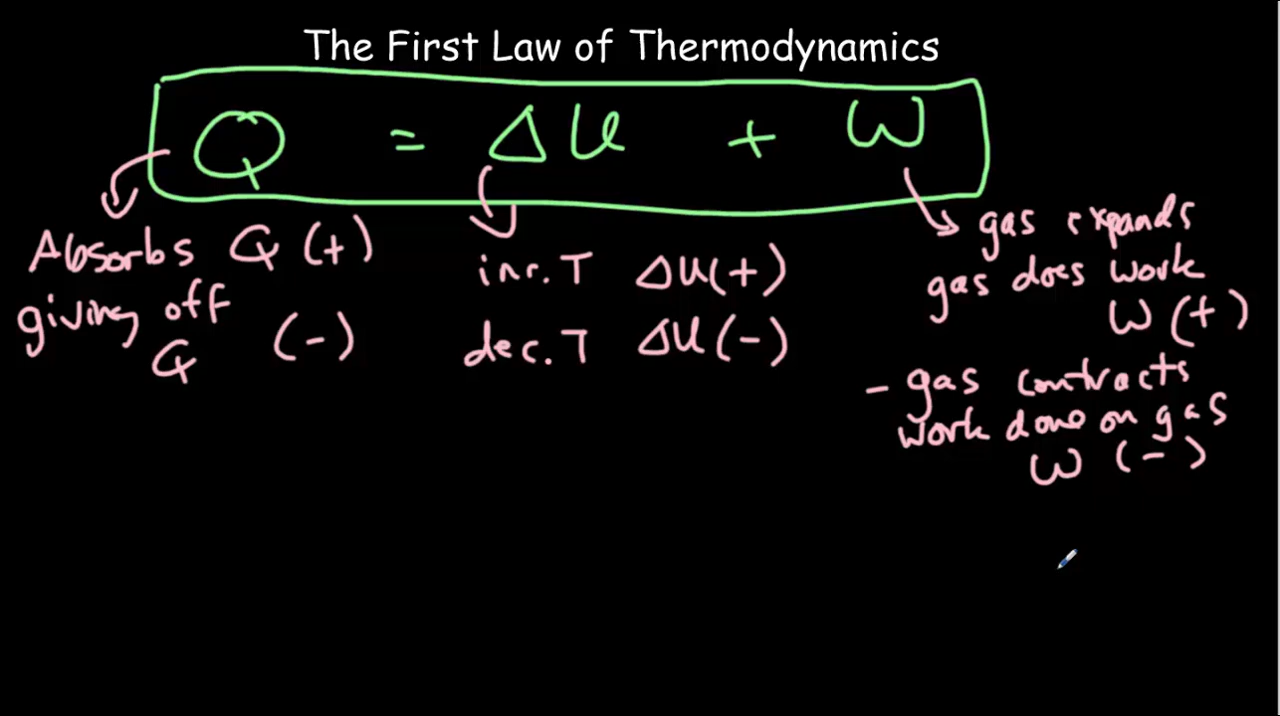 The First Law of Thermodynamics
Q = ΔU + W
Absorbs Q (+)
giving off
Q (-)
inr. T ΔU(+)
dec. T ΔU(-)
gas expands
gas does work
W (+)
- gas contracts
work done on gas
W (-)